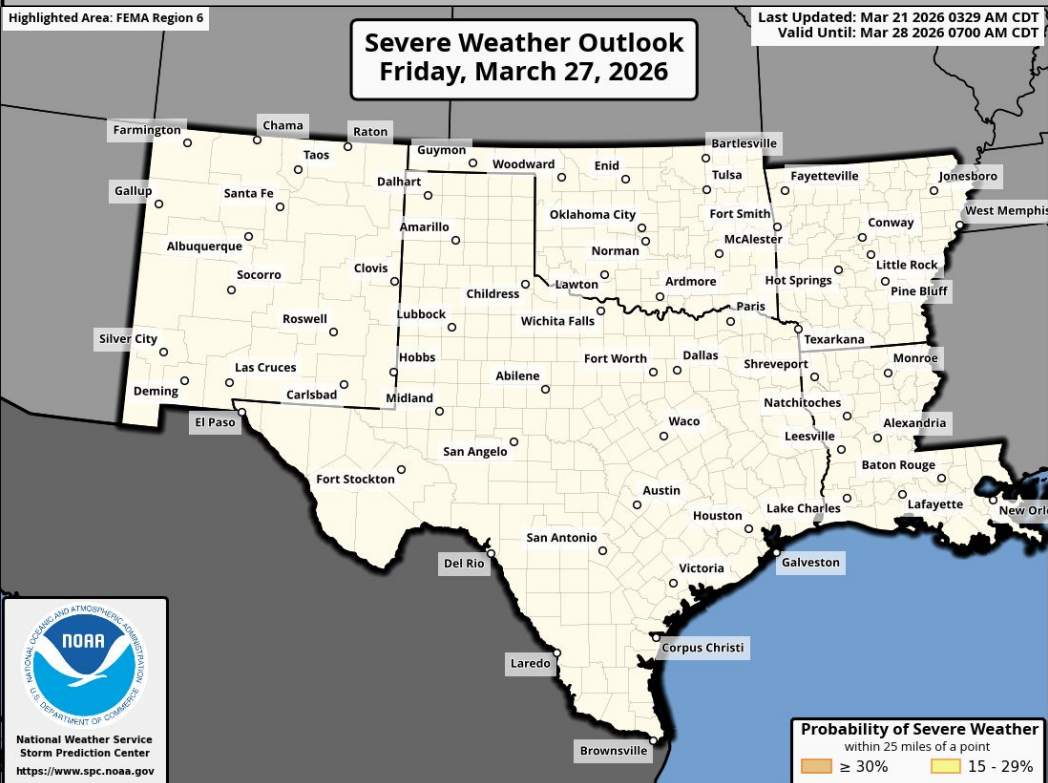 Highlighted Area: FEMA Region 6
Last Updated: Mar 21 2026 0329 AM CDT
Valid Until: Mar 28 2026 0700 AM CDT
Severe Weather Outlook
Friday, March 27, 2026
Farmington
Chama
Raton
Taos
Guymon
Woodward
Enid
Bartlesville
Tulsa
Fayetteville
Jonesboro
Gallup
Santa Fe
Dalhart
Oklahoma City
Fort Smith
West Memphis
Albuquerque
Amarillo
Norman
McAlester
Conway
Socorro
Clovis
Childress
Lawton
Ardmore
Hot Springs
Little Rock
Pine Bluff
Roswell
Lubbock
Wichita Falls
Paris
Texarkana
Silver City
Las Cruces
Hobbs
Fort Worth
Dallas
Shreveport
Monroe
Deming
Carlsbad
Midland
Abilene
Natchitoches
El Paso
San Angelo
Waco
Leesville
Alexandria
Fort Stockton
Austin
Baton Rouge
Houston
Lake Charles
Lafayette
New Orl
Del Rio
San Antonio
Victoria
Galveston
Laredo
Corpus Christi
Brownsville
NATIONAL OCEANIC AND ATMOSPHERIC ADMINISTRATION
NOAA
U.S. DEPARTMENT OF COMMERCE
National Weather Service
Storm Prediction Center
https://www.spc.noaa.gov
Probability of Severe Weather
within 25 miles of a point
≥ 30%
15 - 29%